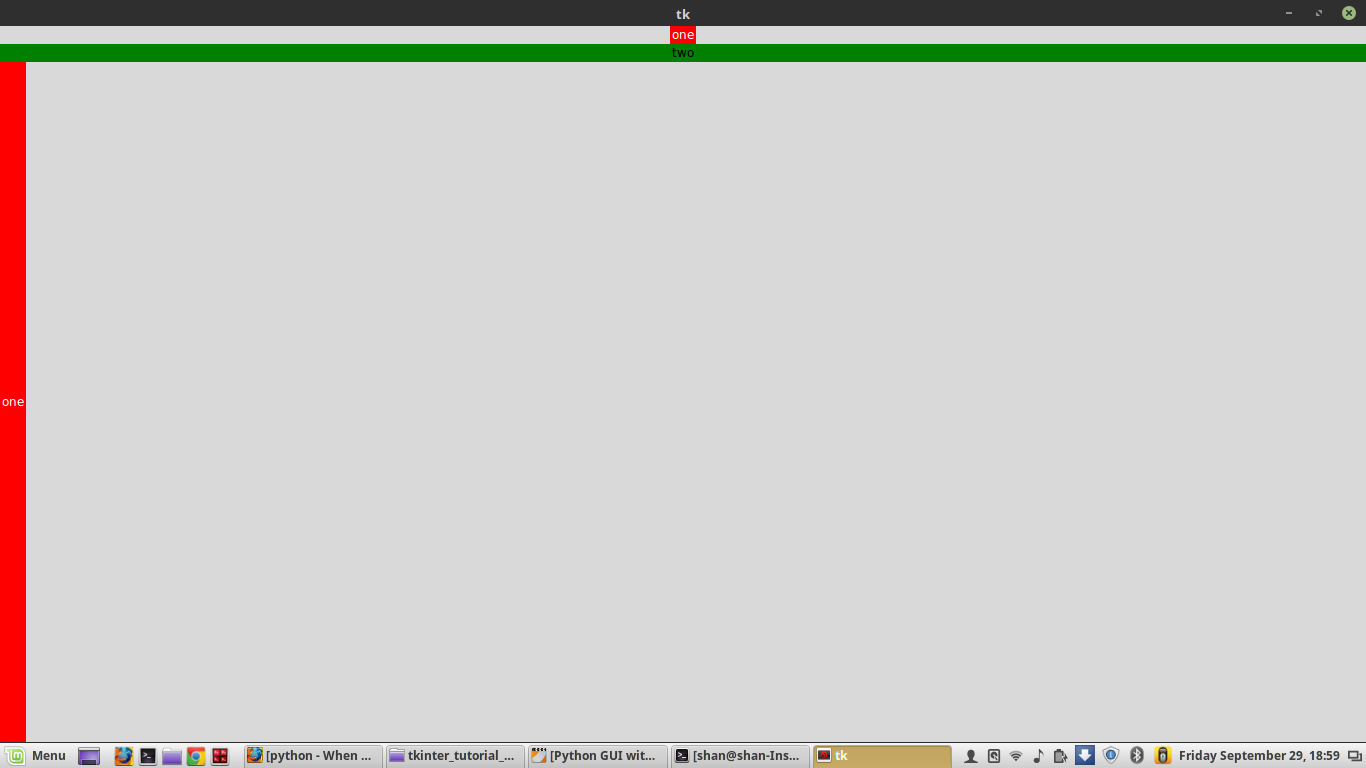 tk
one
two
one
Menu
[python - When ...
tkinter_tutorial_...
[Python GUI wit...
[shan@shan-Ins...
tk
Friday September 29, 18:59